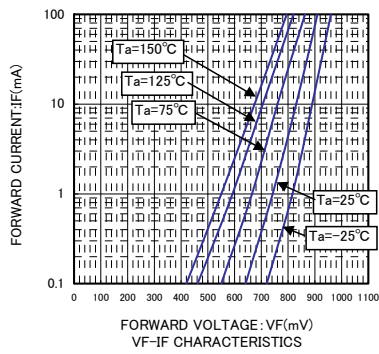 FORWARD CURRENT:IF(mA)
100
10
1
0.1
Ta=150°C
Ta=125°C
Ta=75°C
Ta=25°C
Ta=-25°C
0 100 200 300 400 500 600 700 800 900 1000 1100
FORWARD VOLTAGE:VF(mV)
VF-IF CHARACTERISTICS